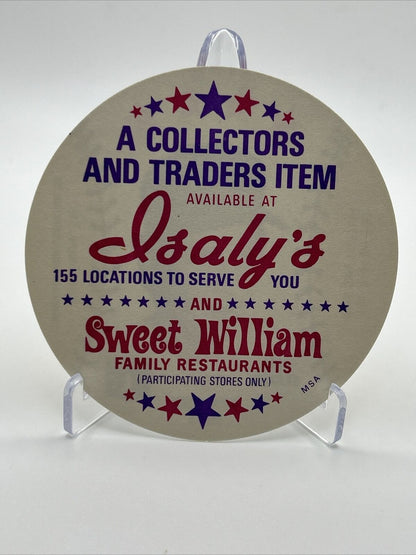 A COLLECTORS
AND TRADERS ITEM
AVAILABLE AT
Isaly's
155 LOCATIONS TO SERVE YOU
AND
Sweet William
FAMILY RESTAURANTS
(PARTICIPATING STORES ONLY)
MSA